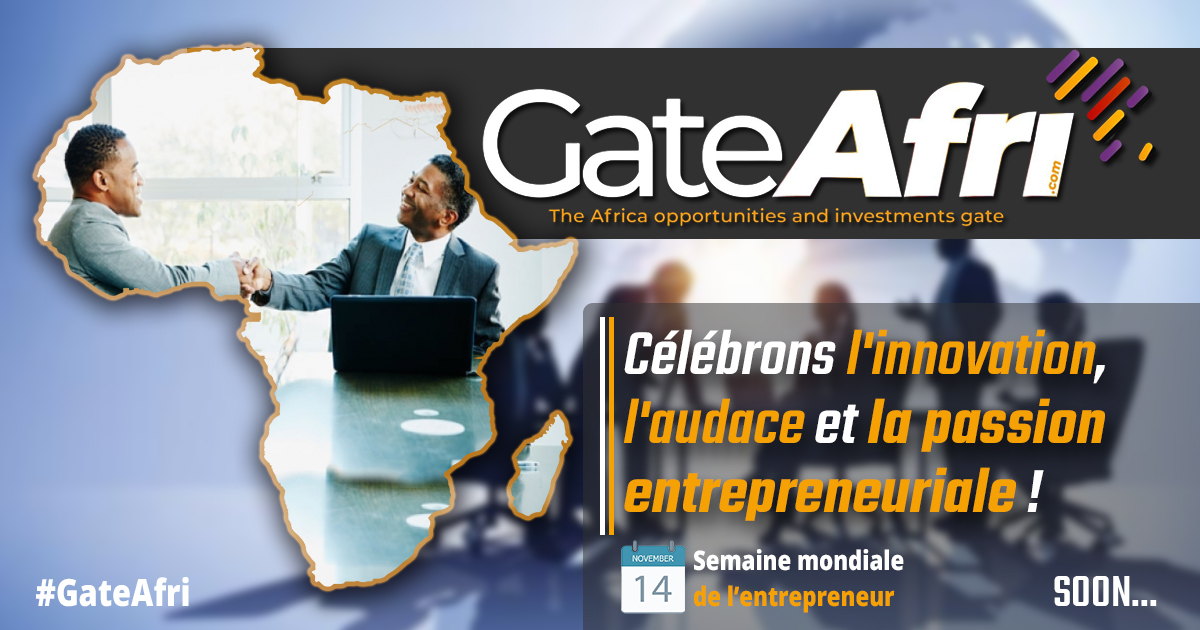 GateAfri
.com
The Africa opportunities and investments gate
Célébrons l'innovation,
l'audace et la passion
entrepreneuriale !
NOVEMBER
14
Semaine mondiale
de l’entrepreneur
SOON...
#GateAfri